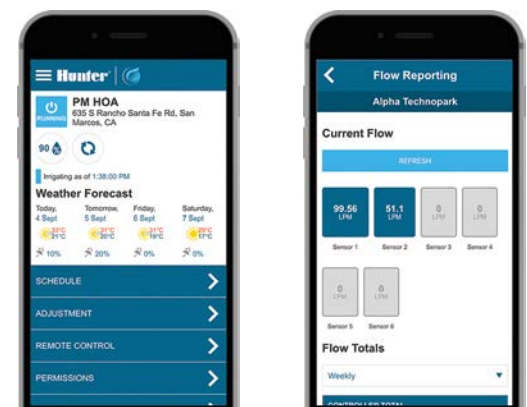 Hunter
RUNNING
PM HOA
635 S Rancho Santa Fe Rd, San
Marcos, CA
90
Irrigating as of 1:38:00 PM
Weather Forecast
Today, Tomorrow, Friday, Saturday,
4 Sept 5 Sept 6 Sept 7 Sept
21°C 20°C 19°C 17°C
10% 20% 0% 0%
SCHEDULE
ADJUSTMENT
REMOTE CONTROL
PERMISSIONS
Flow Reporting
Alpha Technopark
Current Flow
REFRESH
99.56 51.1 0 0
LPM LPM LPM LPM
Sensor 1 Sensor 2 Sensor 3 Sensor 4
0 0
LPM LPM
Sensor 5 Sensor 6
Flow Totals
Weekly
CONTROLLER TOTAL